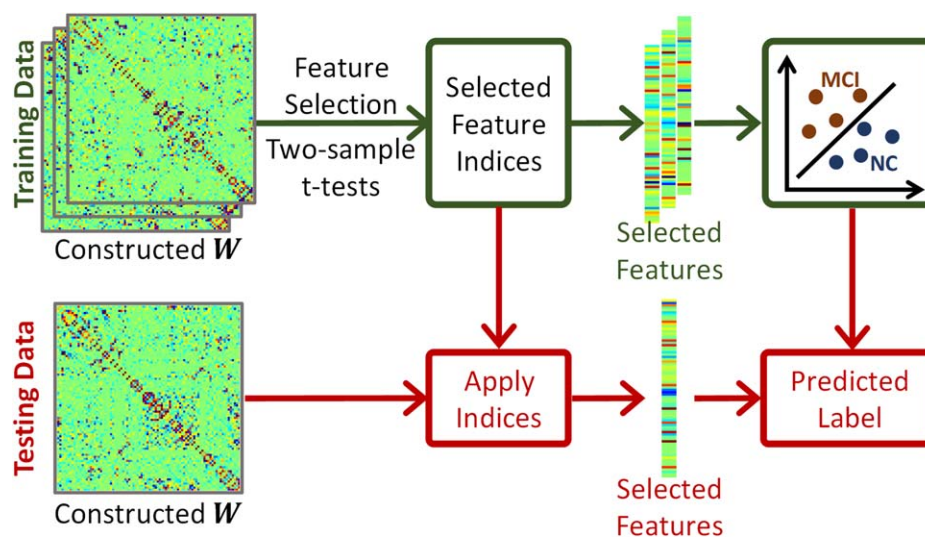 Training Data
Constructed W
Feature
Selection
Two-sample
t-tests
Selected
Feature
Indices
Selected
Features
MCI
NC
Testing Data
Constructed W
Apply
Indices
Selected
Features
Predicted
Label